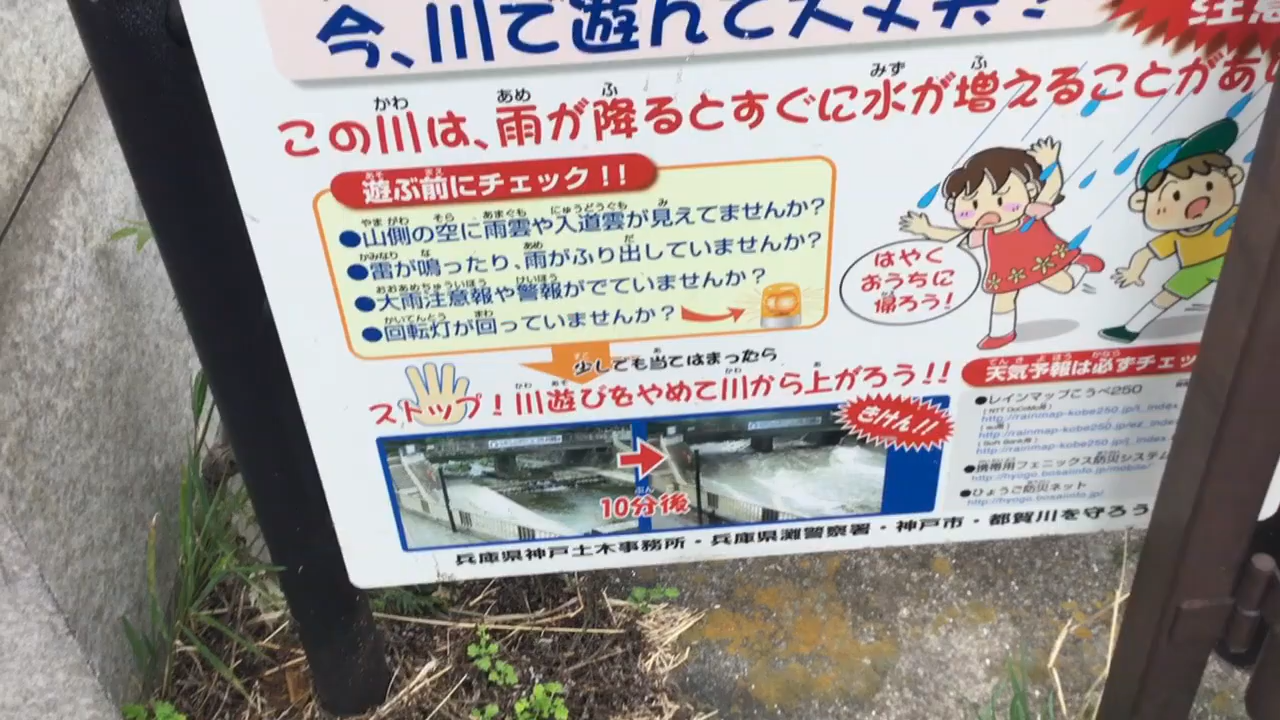 今、川で遊んで大丈夫?
注意
この川は、雨が降るとすぐに水が増えることがあ
遊ぶ前にチェック!!
●山側の空に雨雲や入道雲が見えてませんか?
●雷が鳴ったり、雨がふり出していませんか?
●大雨注意報や警報がでていませんか?
●回転灯が回っていませんか?
はやく
おうちに
帰ろう!
少しでも当てはまったら
ストップ!川遊びをやめて川から上がろう!!
きけん!!
10分後
天気予報は必ずチェッ
●レインマップこうべ250
http://rainmap-kobe250.jp/i_inde
http://rainmap-kobe250.jp/ez_index
http://rainmap-kobe250.jp/j_index
●携帯用フェニックス防災システム
http://hyogo.bosaiinfo.jp/mobile/
●ひょうご防災ネット
http://hyogo.bosaiinfo.jp/
兵庫県神戸土木事務所・兵庫県灘警察署・神戸市・都賀川を守ろう